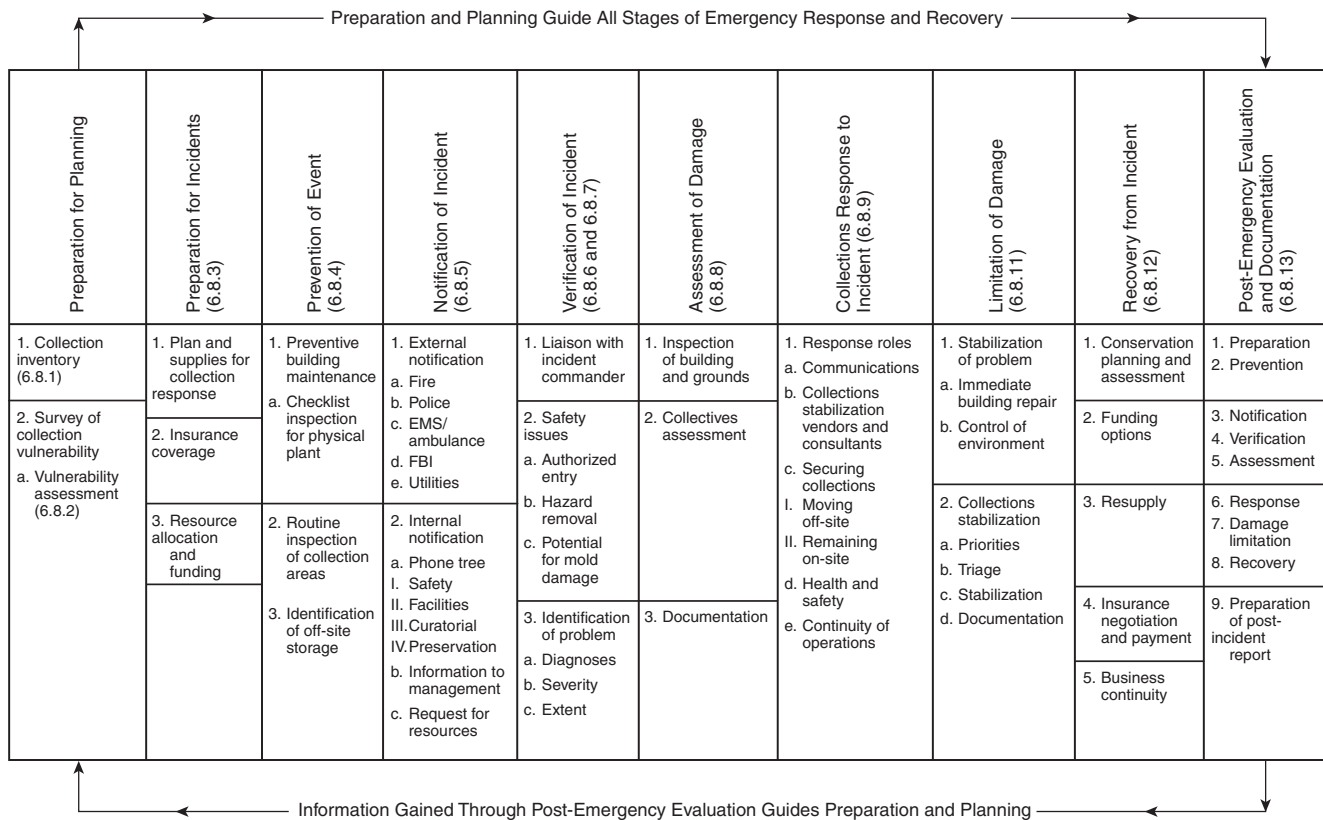 Preparation and Planning Guide All Stages of Emergency Response and Recovery
Preparation for Planning
Preparation for Incidents
(6.8.3)
Prevention of Event
(6.8.4)
Notification of Incident
(6.8.5)
Verification of Incident
(6.8.6 and 6.8.7)
Assessment of Damage
(6.8.8)
Collections Response to
Incident (6.8.9)
Limitation of Damage
(6.8.11)
Recovery from Incident
(6.8.12)
Post-Emergency Evaluation
and Documentation
(6.8.13)
1. Collection
inventory
(6.8.1)
2. Survey of
collection
vulnerability
a. Vulnerability
assessment
(6.8.2)
1. Plan and
supplies for
collection
response
2. Insurance
coverage
3. Resource
allocation
and
funding
1. Preventive
building
maintenance
a. Checklist
inspection
for physical
plant
2. Routine
inspection
of collection
areas
3. Identification
of off-site
storage
1. External
notification
a. Fire
b. Police
c. EMS/
ambulance
d. FBI
e. Utilities
2. Internal
notification
a. Phone tree
I. Safety
II. Facilities
III. Curatorial
IV. Preservation
b. Information to
management
c. Request for
resources
1. Liaison with
incident
commander
2. Safety
issues
a. Authorized
entry
b. Hazard
removal
c. Potential
for mold
damage
3. Identification
of problem
a. Diagnoses
b. Severity
c. Extent
1. Inspection
of building
and grounds
2. Collectives
assessment
3. Documentation
1. Response roles
a. Communications
b. Collections
stabilization
vendors and
consultants
c. Securing
collections
I. Moving
off-site
II. Remaining
on-site
d. Health and
safety
e. Continuity of
operations
1. Stabilization
of problem
a. Immediate
building repair
b. Control of
environment
2. Collections
stabilization
a. Priorities
b. Triage
c. Stabilization
d. Documentation
1. Conservation
planning and
assessment
2. Funding
options
3. Resupply
4. Insurance
negotiation
and payment
5. Business
continuity
1. Preparation
2. Prevention
3. Notification
4. Verification
5. Assessment
6. Response
7. Damage
limitation
8. Recovery
9. Preparation
of post-
incident
report
Information Gained Through Post-Emergency Evaluation Guides Preparation and Planning